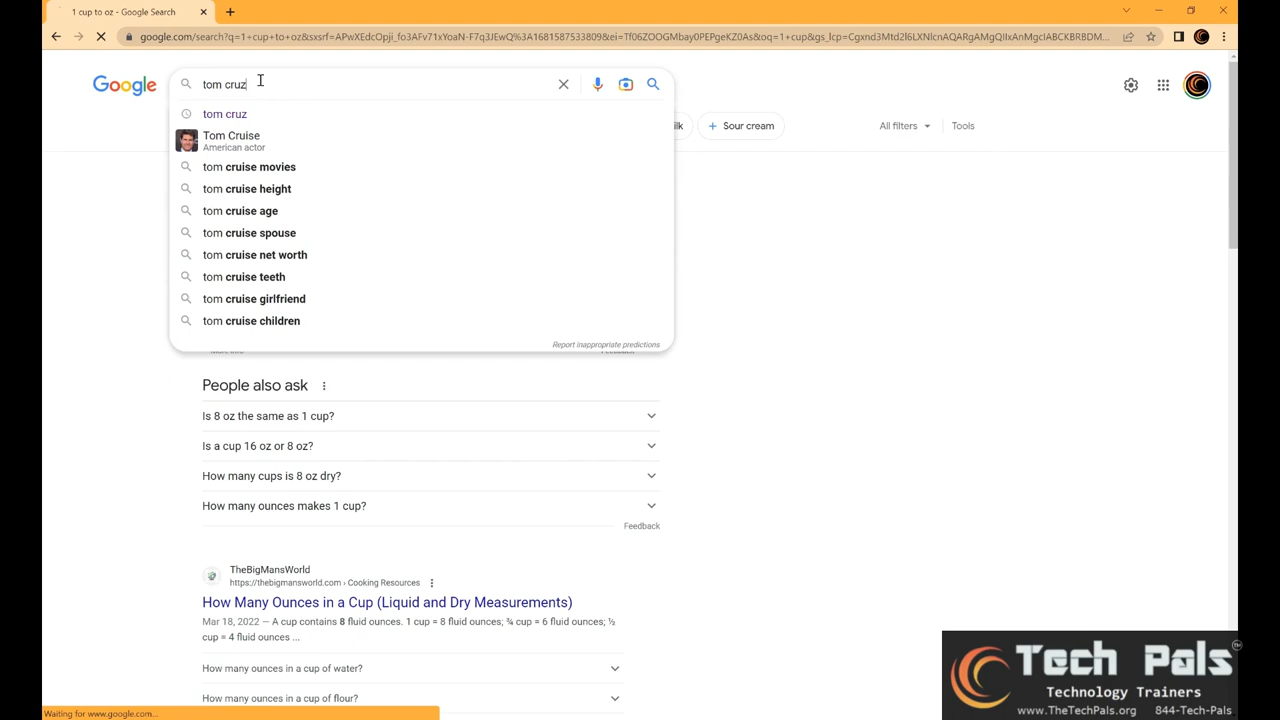 1 cup to oz - Google Search
google.com/search?q=1+cup+to+oz&sxsrf=APwXEdcOpji_fo3AFv71xYoaN-F7q3JEwQ%3A1681587533809&ei=Tf06ZOOGMbay0PEPgeKZ0As&oq=1+cup&gs_lcp=Cgxnd3Mtd2l6LXNlcnAQARgAMgQIIxAnMgcIABCKBRBDM...
Google
tom cruz
tom cruz
Tom Cruise
American actor
tom cruise movies
tom cruise height
tom cruise age
tom cruise spouse
tom cruise net worth
tom cruise teeth
tom cruise girlfriend
tom cruise children
Report inappropriate predictions
Sour cream
All filters
Tools
More info
Feedback
People also ask
Is 8 oz the same as 1 cup?
Is a cup 16 oz or 8 oz?
How many cups is 8 oz dry?
How many ounces makes 1 cup?
Feedback
TheBigMansWorld
https://thebigmansworld.com › Cooking Resources
How Many Ounces in a Cup (Liquid and Dry Measurements)
Mar 18, 2022 — A cup contains 8 fluid ounces. 1 cup = 8 fluid ounces; ¾ cup = 6 fluid ounces; ½
cup = 4 fluid ounces ...
How many ounces in a cup of water?
How many ounces in a cup of flour?
Waiting for www.google.com...
Tech Pals
Technology Trainers
www.TheTechPals.org 844-Tech-Pals